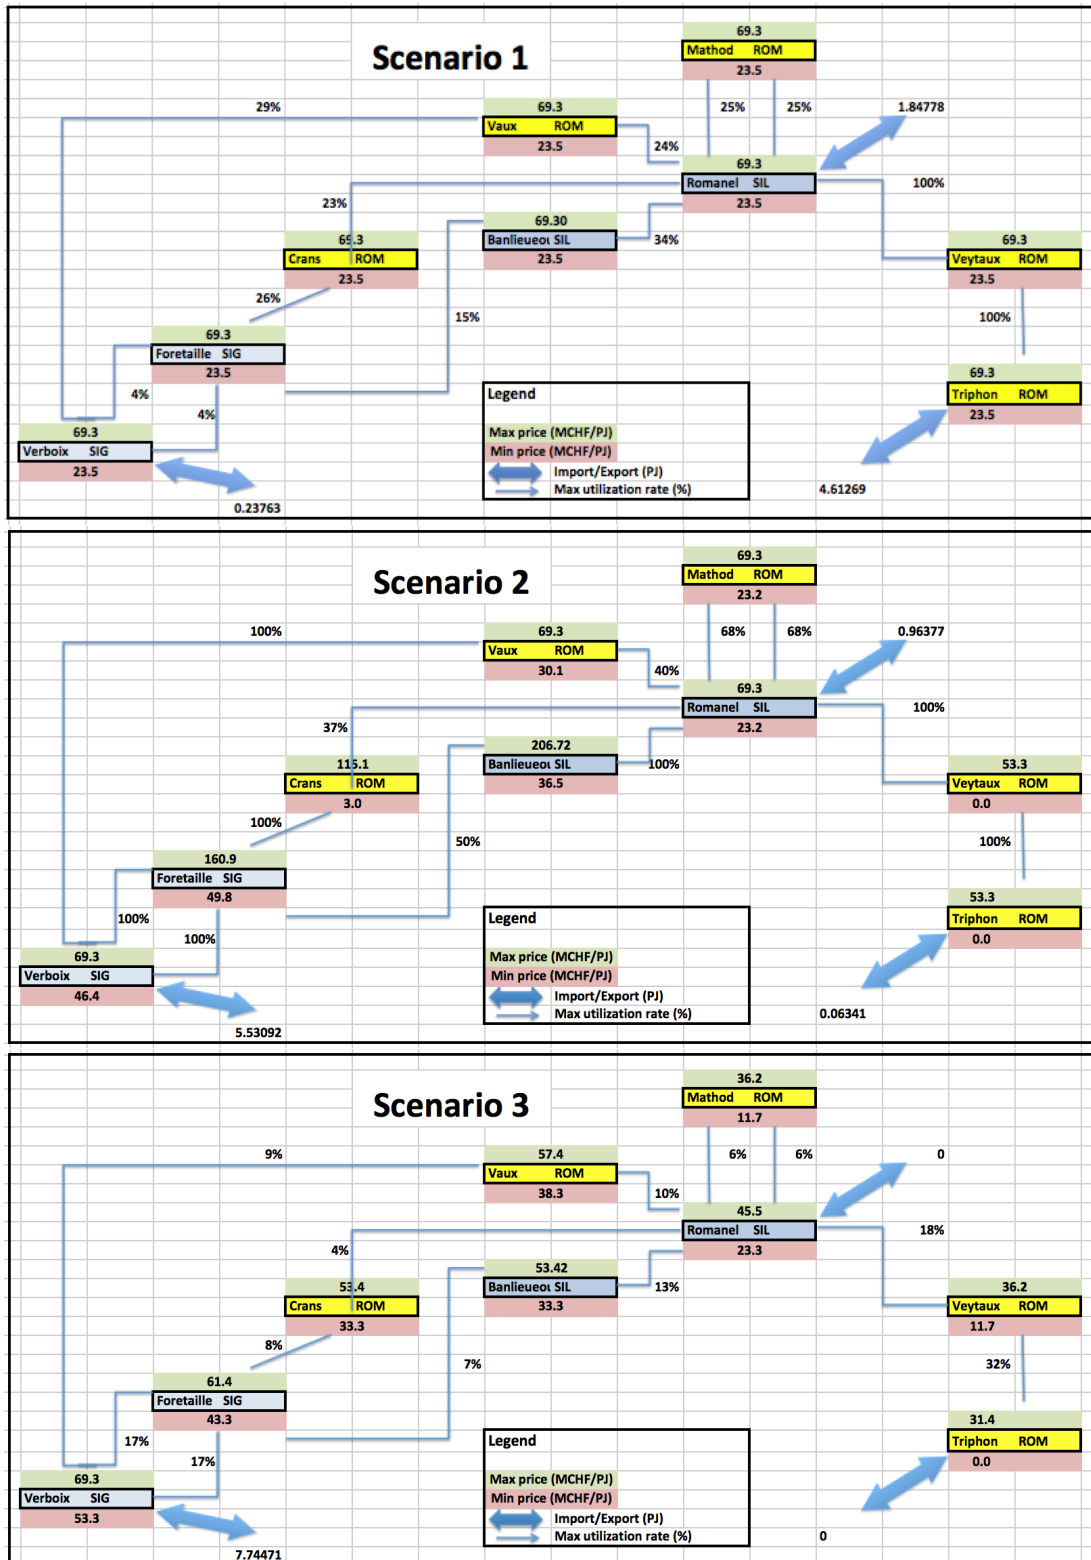 69.3
Scenario 1
Mathod ROM
23.5
29%
69.3
25%
25%
1.84778
Vaux ROM
23.5
24%
69.3
Romanel SIL
100%
23.5
23%
69.30
69.3
Banlieueou SIL
34%
69.3
Crans ROM
23.5
Veytaux ROM
23.5
23.5
26%
15%
100%
69.3
Foretaille SIG
23.5
69.3
4%
Legend
Triphon ROM
4%
23.5
69.3
Max price (MCHF/PJ)
Verboix SIG
Min price (MCHF/PJ)
23.5
Import/Export (PJ)
Max utilization rate (%)
4.61269
0.23763
69.3
Scenario 2
Mathod ROM
23.2
100%
69.3
68%
68%
0.96377
Vaux ROM
30.1
40%
69.3
Romanel SIL
100%
23.2
37%
206.72
115.1
Banlieueou SIL
100%
53.3
Crans ROM
36.5
Veytaux ROM
3.0
0.0
100%
50%
100%
160.9
Foretaille SIG
49.8
53.3
100%
Legend
Triphon ROM
100%
0.0
69.3
Max price (MCHF/PJ)
Verboix SIG
Min price (MCHF/PJ)
46.4
Import/Export (PJ)
Max utilization rate (%)
0.06341
5.53092
36.2
Scenario 3
Mathod ROM
11.7
9%
57.4
6%
6%
0
Vaux ROM
38.3
10%
45.5
Romanel SIL
18%
23.3
4%
53.42
53.4
Banlieueou SIL
13%
36.2
Crans ROM
33.3
Veytaux ROM
33.3
11.7
8%
7%
32%
61.4
Foretaille SIG
43.3
31.4
17%
Legend
Triphon ROM
17%
0.0
69.3
Max price (MCHF/PJ)
Verboix SIG
Min price (MCHF/PJ)
53.3
Import/Export (PJ)
Max utilization rate (%)
0
7.74471